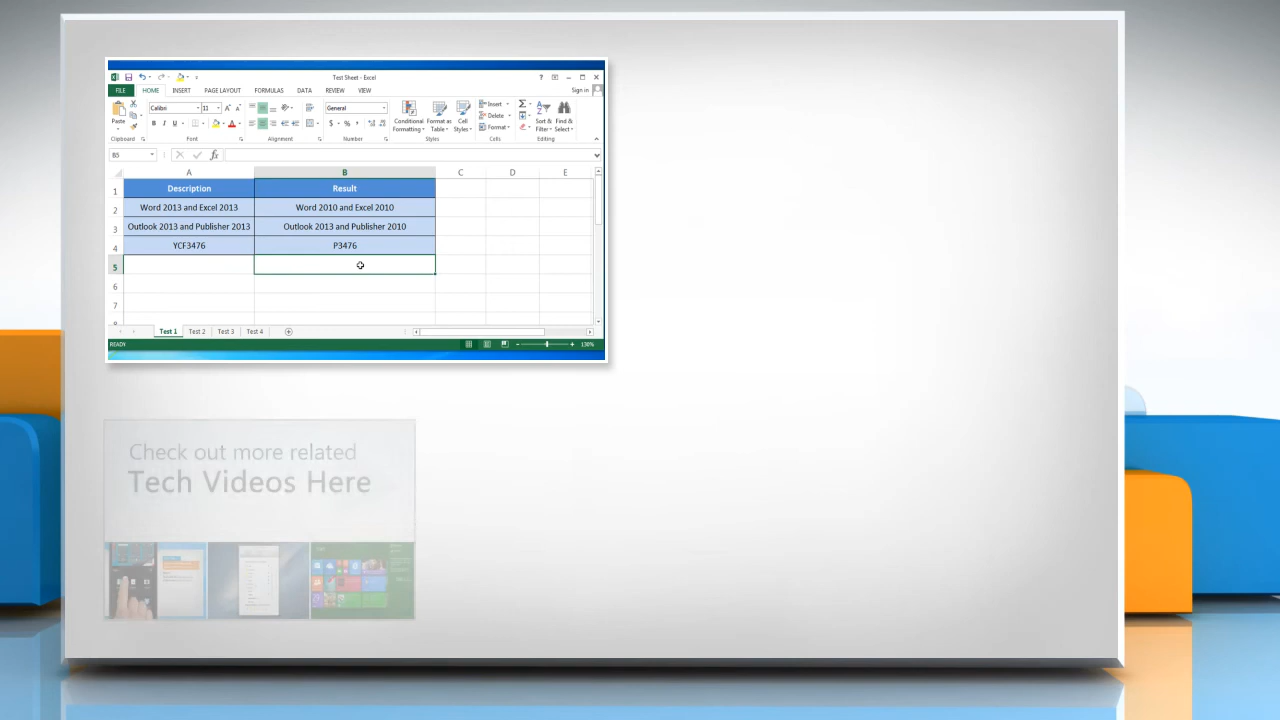 Test Sheet - Excel
FILE HOME INSERT PAGE LAYOUT FORMULAS DATA REVIEW VIEW Sign in
Calibri 11 General
Paste
B I U
Conditional Formatting
Format as Table
Cell Styles
Insert
Delete
Format
Sort & Filter
Find & Select
Clipboard Font Alignment Number Styles Cells Editing
B5 fx
A B C D E
1 Description Result
2 Word 2013 and Excel 2013 Word 2010 and Excel 2010
3 Outlook 2013 and Publisher 2013 Outlook 2013 and Publisher 2010
4 YCF3476 P3476
5
6
7
Test 1 Test 2 Test 3 Test 4
READY 130%
Check out more related
Tech Videos Here